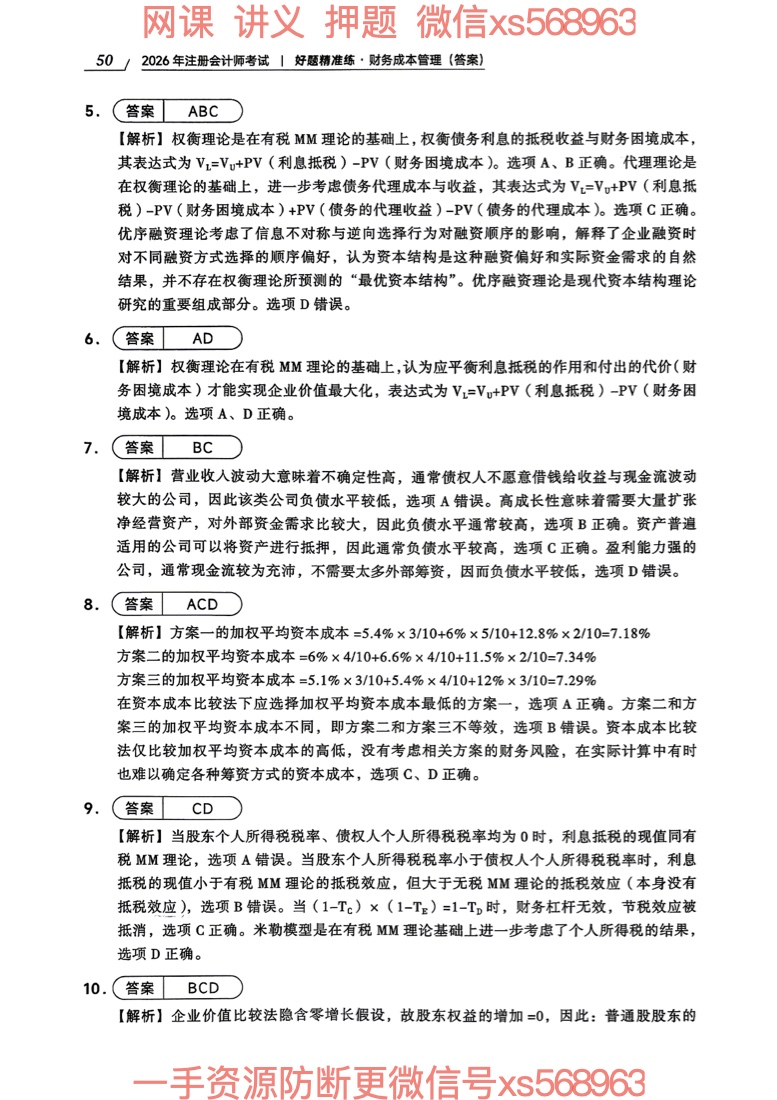 网课 讲义 押题 微信xs568963
50 / 2026年注册会计师考试 | 好题精准练·财务成本管理（答案）
5. 答案 ABC
【解析】权衡理论是在有税 MM 理论的基础上，权衡债务利息的抵税收益与财务困境成本，
其表达式为 VL=VU+PV（利息抵税）-PV（财务困境成本）。选项 A、B 正确。代理理论是
在权衡理论的基础上，进一步考虑债务代理成本与收益，其表达式为 VL=VU+PV（利息抵
税）-PV（财务困境成本）+PV（债务的代理收益）-PV（债务的代理成本）。选项 C 正确。
优序融资理论考虑了信息不对称与逆向选择行为对融资顺序的影响，解释了企业融资时
对不同融资方式选择的顺序偏好，认为资本结构是这种融资偏好和实际资金需求的自然
结果，并不存在权衡理论所预测的“最优资本结构”。优序融资理论是现代资本结构理论
研究的重要组成部分。选项 D 错误。
6. 答案 AD
【解析】权衡理论在有税 MM 理论的基础上，认为应平衡利息抵税的作用和付出的代价（财
务困境成本）才能实现企业价值最大化，表达式为 VL=VU+PV（利息抵税）-PV（财务困
境成本）。选项 A、D 正确。
7. 答案 BC
【解析】营业收入波动大意味着不确定性高，通常债权人不愿意借钱给收益与现金流波动
较大的公司，因此该类公司负债水平较低，选项 A 错误。高成长性意味着需要大量扩张
净经营资产，对外部资金需求比较大，因此负债水平通常较高，选项 B 正确。资产普遍
适用的公司可以将资产进行抵押，因此通常负债水平较高，选项 C 正确。盈利能力强的
公司，通常现金流较为充沛，不需要太多外部筹资，因而负债水平较低，选项 D 错误。
8. 答案 ACD
【解析】方案一的加权平均资本成本 =5.4% × 3/10+6% × 5/10+12.8% × 2/10=7.18%
方案二的加权平均资本成本 =6% × 4/10+6.6% × 4/10+11.5% × 2/10=7.34%
方案三的加权平均资本成本 =5.1% × 3/10+5.4% × 4/10+12% × 3/10=7.29%
在资本成本比较法下应选择加权平均资本成本最低的方案一，选项 A 正确。方案二和方
案三的加权平均资本成本不同，即方案二和方案三不等效，选项 B 错误。资本成本比较
法仅比较加权平均资本成本的高低，没有考虑相关方案的财务风险，在实际计算中有时
也难以确定各种筹资方式的资本成本，选项 C、D 正确。
9. 答案 CD
【解析】当股东个人所得税税率、债权人个人所得税税率均为 0 时，利息抵税的现值同有
税 MM 理论，选项 A 错误。当股东个人所得税税率小于债权人个人所得税税率时，利息
抵税的现值小于有税 MM 理论的抵税效应，但大于无税 MM 理论的抵税效应（本身没有
抵税效应），选项 B 错误。当（1-TC）×（1-TE）=1-TD 时，财务杠杆无效，节税效应被
抵消，选项 C 正确。米勒模型是在有税 MM 理论基础上进一步考虑了个人所得税的结果，
选项 D 正确。
10. 答案 BCD
【解析】企业价值比较法隐含零增长假设，故股东权益的增加 =0，因此：普通股股东的
一手资源防断更微信号xs568963